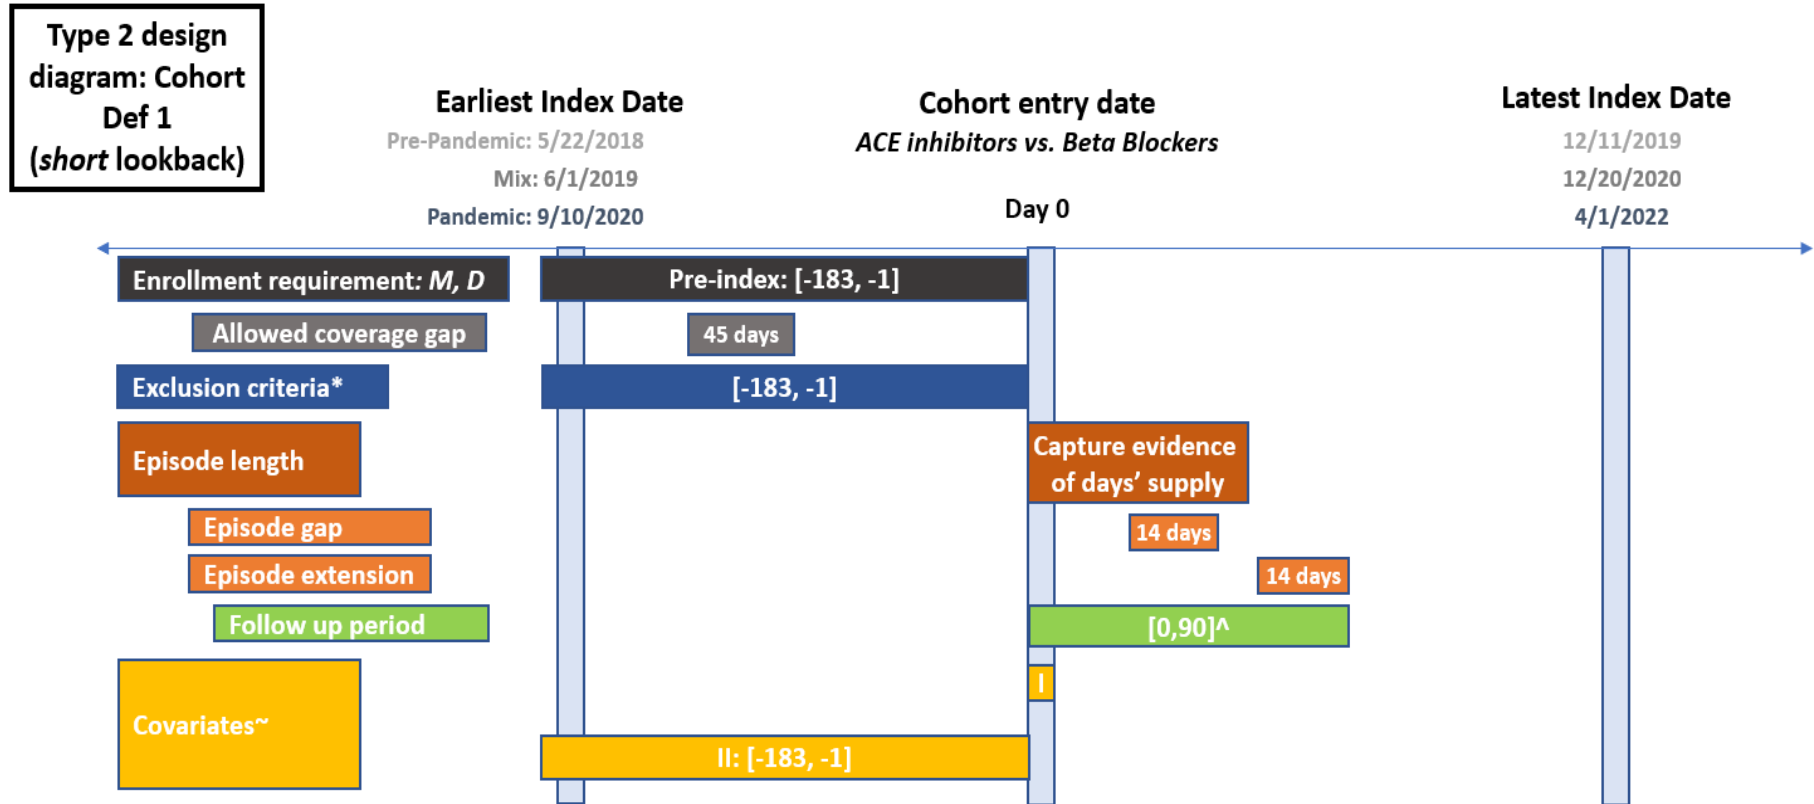 Type 2 design
diagram: Cohort
Def 1
(short lookback)
Earliest Index Date
Pre-Pandemic: 5/22/2018
Mix: 6/1/2019
Pandemic: 9/10/2020
Cohort entry date
ACE inhibitors vs. Beta Blockers
Day 0
Latest Index Date
12/11/2019
12/20/2020
4/1/2022
Enrollment requirement: M, D
Pre-index: [-183, -1]
Allowed coverage gap
45 days
Exclusion criteria*
[-183, -1]
Episode length
Capture evidence
of days’ supply
Episode gap
14 days
Episode extension
14 days
Follow up period
[0,90]^
Covariates~
I
II: [-183, -1]